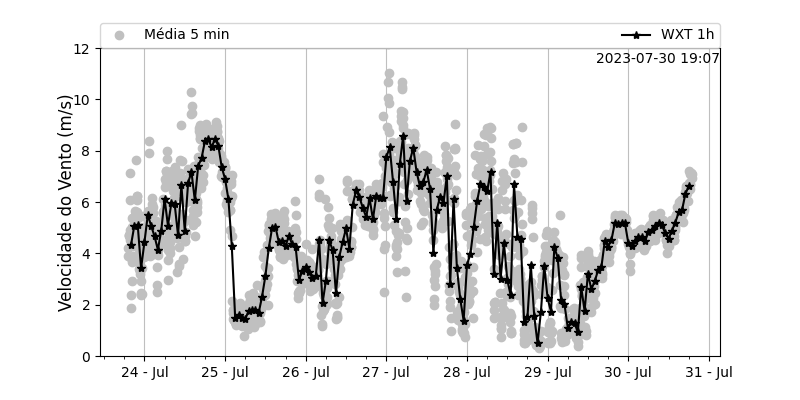 Média 5 min
WXT 1h
2023-07-30 19:07
Velocidade do Vento (m/s)
12
10
8
6
4
2
0
24 - Jul
25 - Jul
26 - Jul
27 - Jul
28 - Jul
29 - Jul
30 - Jul
31 - Jul